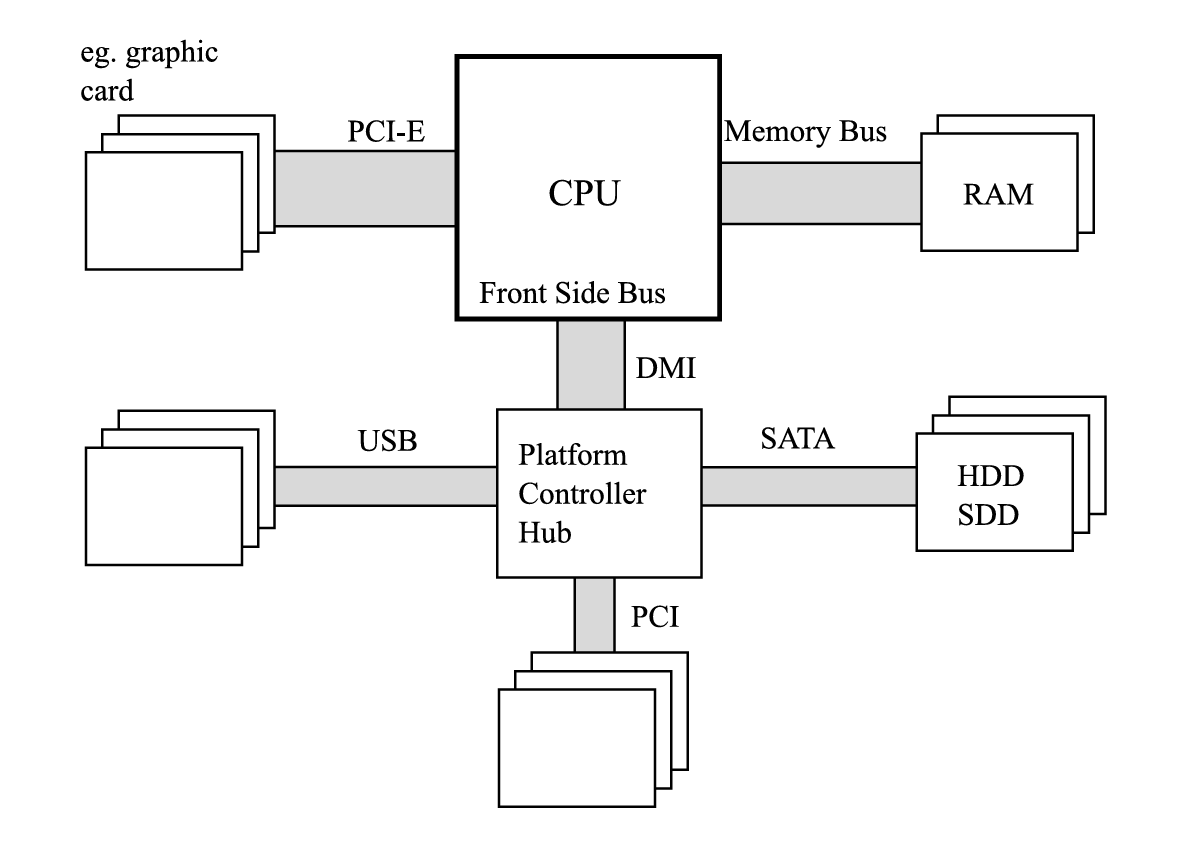 eg. graphic
card
PCI-E
CPU
Memory Bus
RAM
Front Side Bus
DMI
USB
Platform
Controller
Hub
SATA
HDD
SDD
PCI